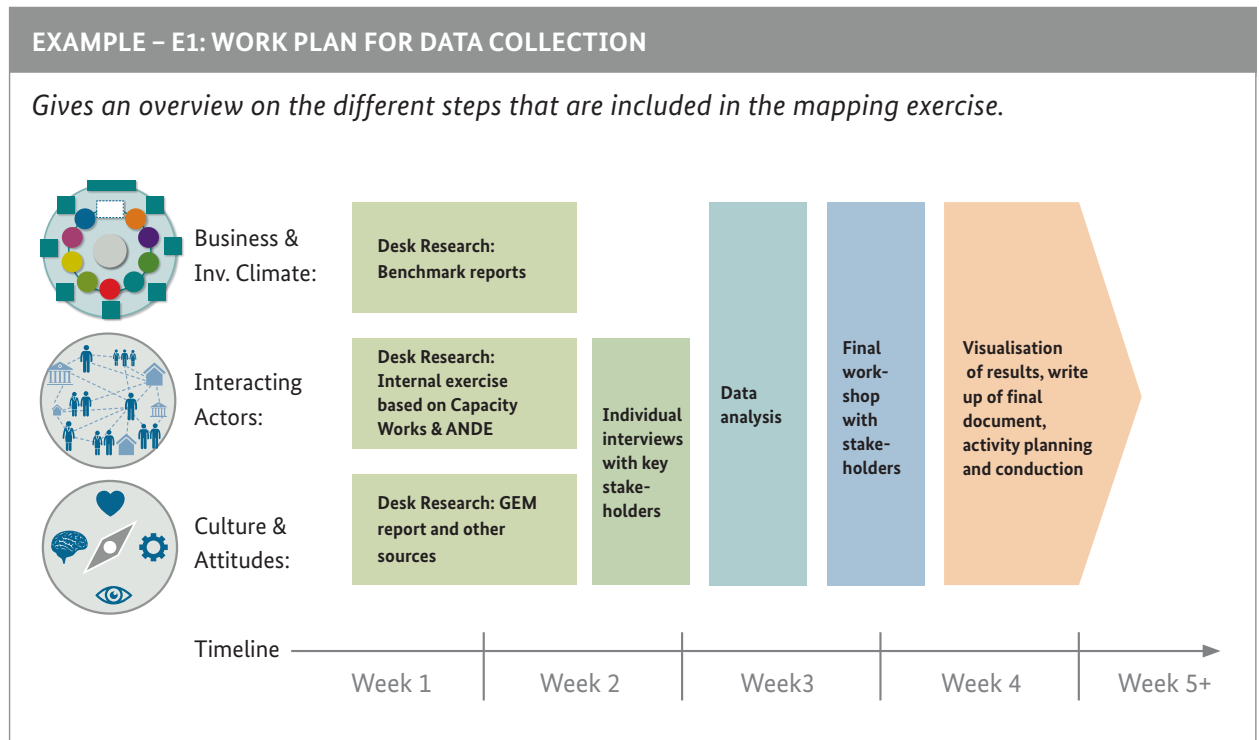 EXAMPLE – E1: WORK PLAN FOR DATA COLLECTION
Gives an overview on the different steps that are included in the mapping exercise.
Business &
Inv. Climate:
Desk Research:
Benchmark reports
Interacting
Actors:
Desk Research:
Internal exercise
based on Capacity
Works & ANDE
Culture &
Attitudes:
Desk Research: GEM
report and other
sources
Individual
interviews
with key
stake-
holders
Data
analysis
Final
work-
shop
with
stake-
holders
Visualisation
of results, write
up of final
document,
activity planning
and conduction
Timeline
Week 1
Week 2
Week3
Week 4
Week 5+